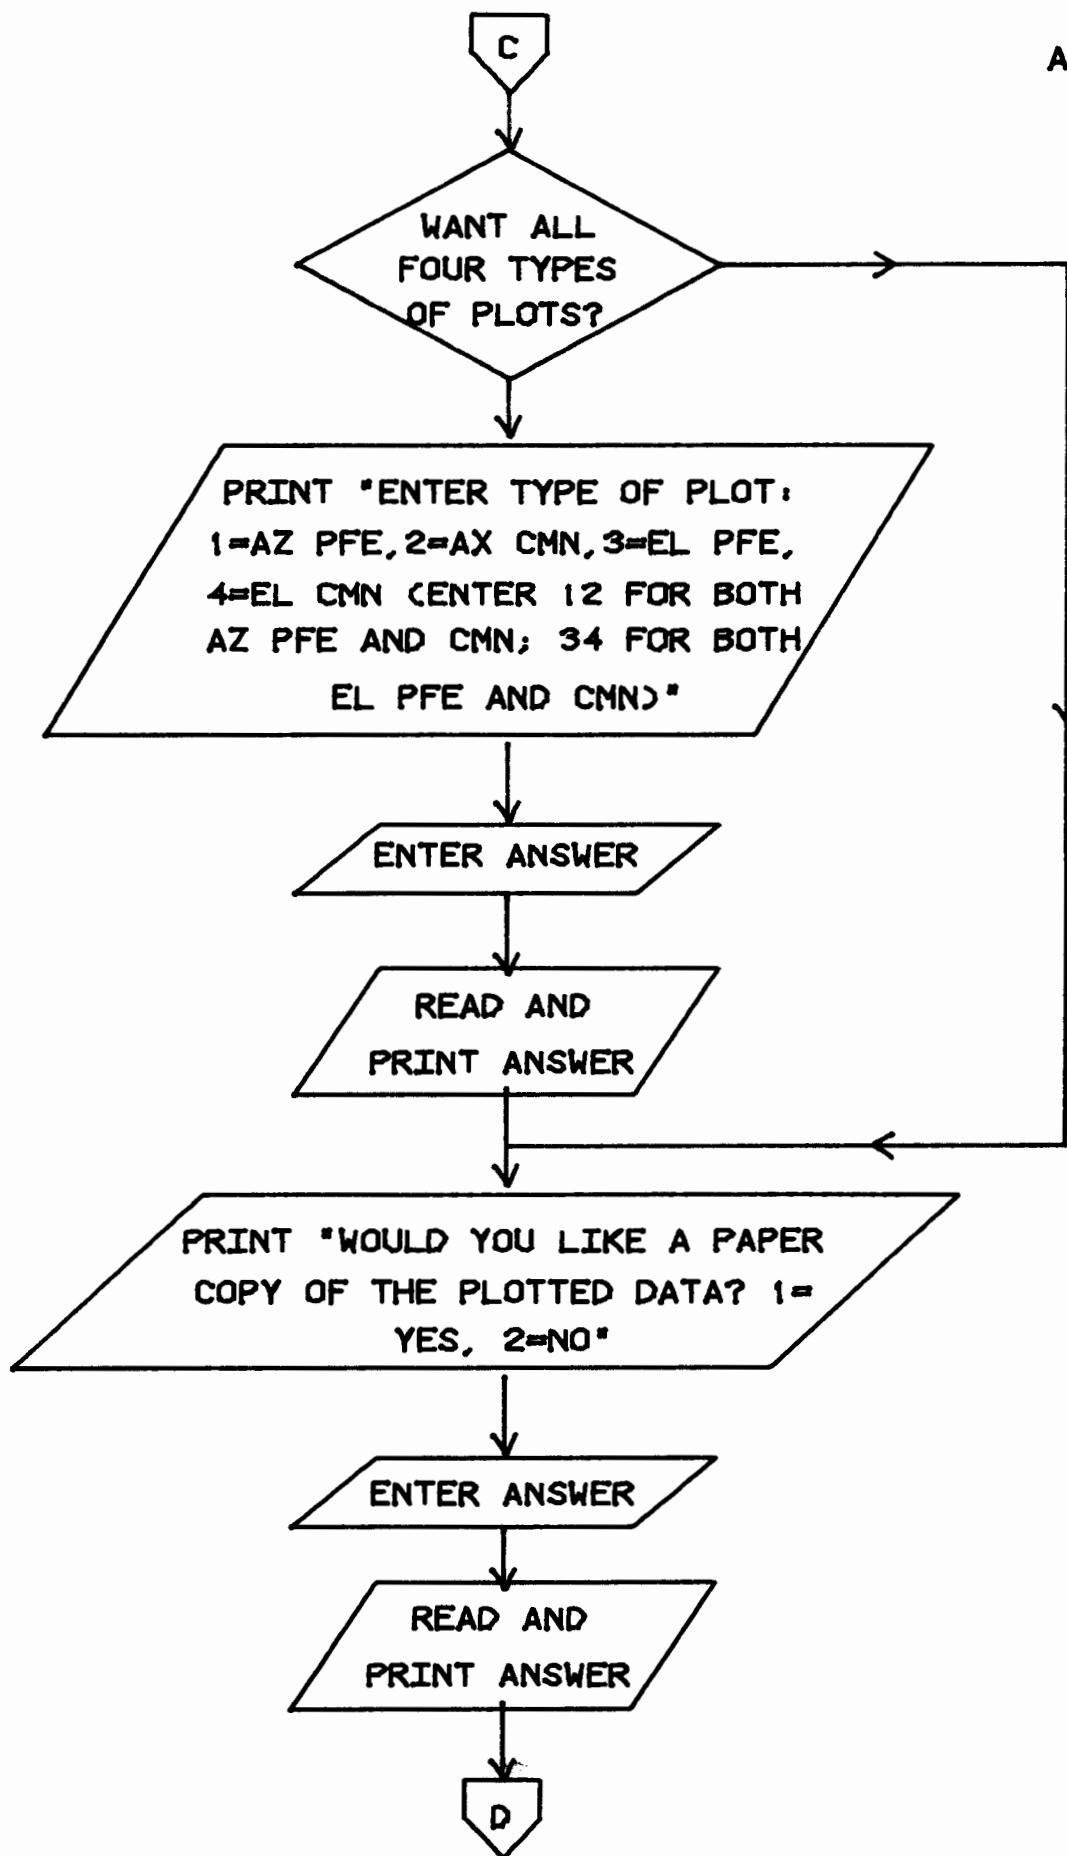 C
A
WANT ALL
FOUR TYPES
OF PLOTS?
PRINT "ENTER TYPE OF PLOT:
1=AZ PFE, 2=AX CMN, 3=EL PFE,
4=EL CMN (ENTER 12 FOR BOTH
AZ PFE AND CMN; 34 FOR BOTH
EL PFE AND CMN)"
ENTER ANSWER
READ AND
PRINT ANSWER
PRINT "WOULD YOU LIKE A PAPER
COPY OF THE PLOTTED DATA? 1=
YES, 2=NO"
ENTER ANSWER
READ AND
PRINT ANSWER
D